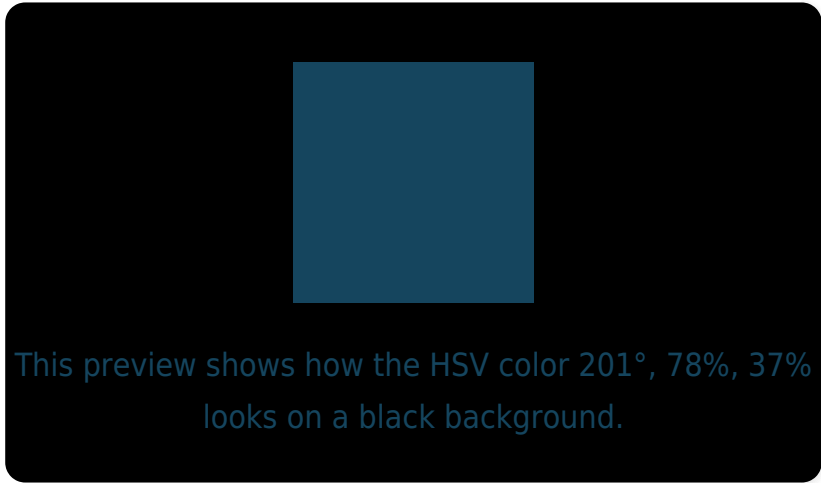 This preview shows how the HSV color 201°, 78%, 37%
looks on a black background.